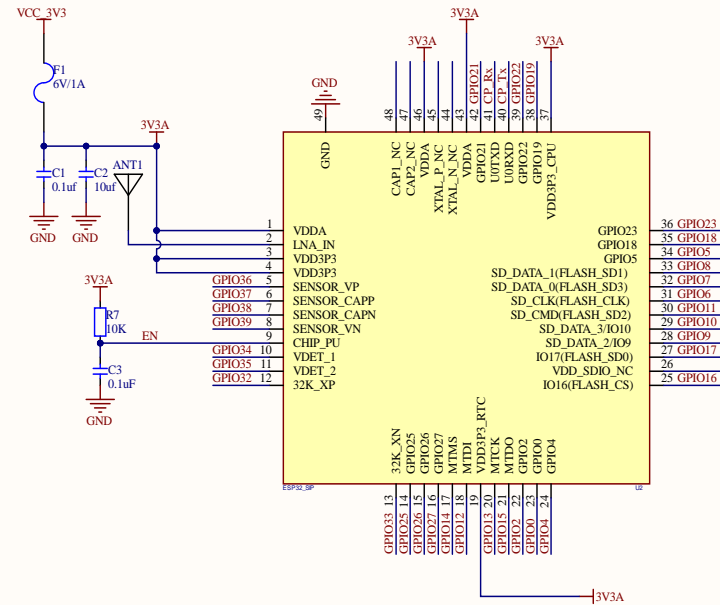 VCC_3V3
F1
6V/1A
3V3A
C1
0.1uf
C2
10uf
GND
GND
ANT1
3V3A
R7
10K
EN
C3
0.1uF
GND
GND
49
GND
3V3A
3V3A
3V3A
48 CAP1_NC
47 CAP2_NC
46 VDDA
45 XTAL_P_NC
44 XTAL_N_NC
43 VDDA
GPIO21 42 GPIO21
CP_Rx 41 U0TXD
CP_Tx 40 U0RXD
GPIO22 39 GPIO22
GPIO19 38 GPIO19
37 VDD3P3_CPU
1 VDDA
2 LNA_IN
3 VDD3P3
4 VDD3P3
GPIO36 5 SENSOR_VP
GPIO37 6 SENSOR_CAPP
GPIO38 7 SENSOR_CAPN
GPIO39 8 SENSOR_VN
9 CHIP_PU
GPIO34 10 VDET_1
GPIO35 11 VDET_2
GPIO32 12 32K_XP
GPIO23 36 GPIO23
GPIO18 35 GPIO18
GPIO5 34 GPIO5
SD_DATA_1(FLASH_SD1) 33 GPIO8
SD_DATA_0(FLASH_SD3) 32 GPIO7
SD_CLK(FLASH_CLK) 31 GPIO6
SD_CMD(FLASH_SD2) 30 GPIO11
SD_DATA_3/IO10 29 GPIO10
SD_DATA_2/IO9 28 GPIO9
IO17(FLASH_SD0) 27 GPIO17
VDD_SDIO_NC 26
IO16(FLASH_CS) 25 GPIO16
GPIO33 13 32K_XN
GPIO25 14 GPIO25
GPIO26 15 GPIO26
GPIO27 16 GPIO27
GPIO14 17 MTMS
GPIO12 18 MTDI
19 VDD3P3_RTC
GPIO13 20 MTCK
GPIO15 21 MTDO
GPIO2 22 GPIO2
GPIO0 23 GPIO0
GPIO4 24 GPIO4
ESP32_SIP
U2
3V3A